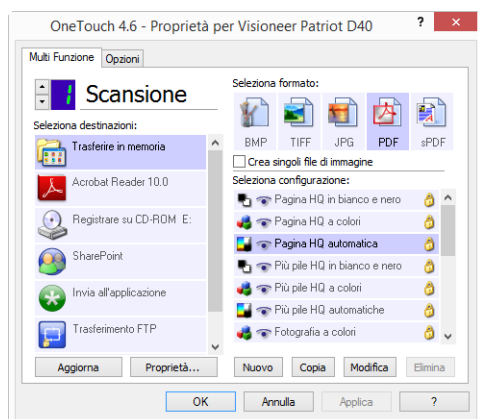 OneTouch 4.6 - Proprietà per Visioneer Patriot D40 ? ×
Multi Funzione Opzioni
1 Scansione
Seleziona destinazioni:
Trasferire in memoria
Acrobat Reader 10.0
Registrare su CD-ROM E:
SharePoint
Invia all'applicazione
Trasferimento FTP
Aggiorna Proprietà...
Seleziona formato:
BMP TIFF JPG PDF sPDF
Crea singoli file di immagine
Seleziona configurazione:
Pagina HQ in bianco e nero
Pagina HQ a colori
Pagina HQ automatica
Più pile HQ in bianco e nero
Più pile HQ a colori
Più pile HQ automatiche
Fotografia a colori
Nuovo Copia Modifica Elimina
OK Annulla Applica ?